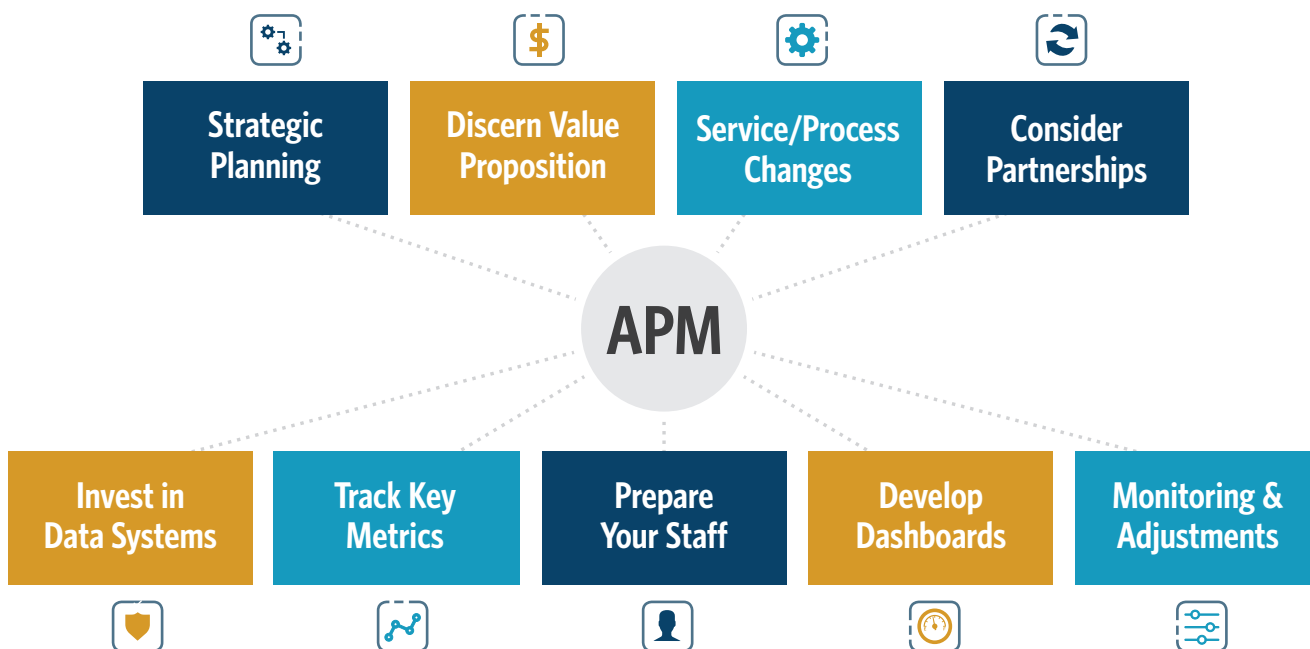 Strategic
Planning
Discern Value
Proposition
Service/Process
Changes
Consider
Partnerships
APM
Invest in
Data Systems
Track Key
Metrics
Prepare
Your Staff
Develop
Dashboards
Monitoring &
Adjustments